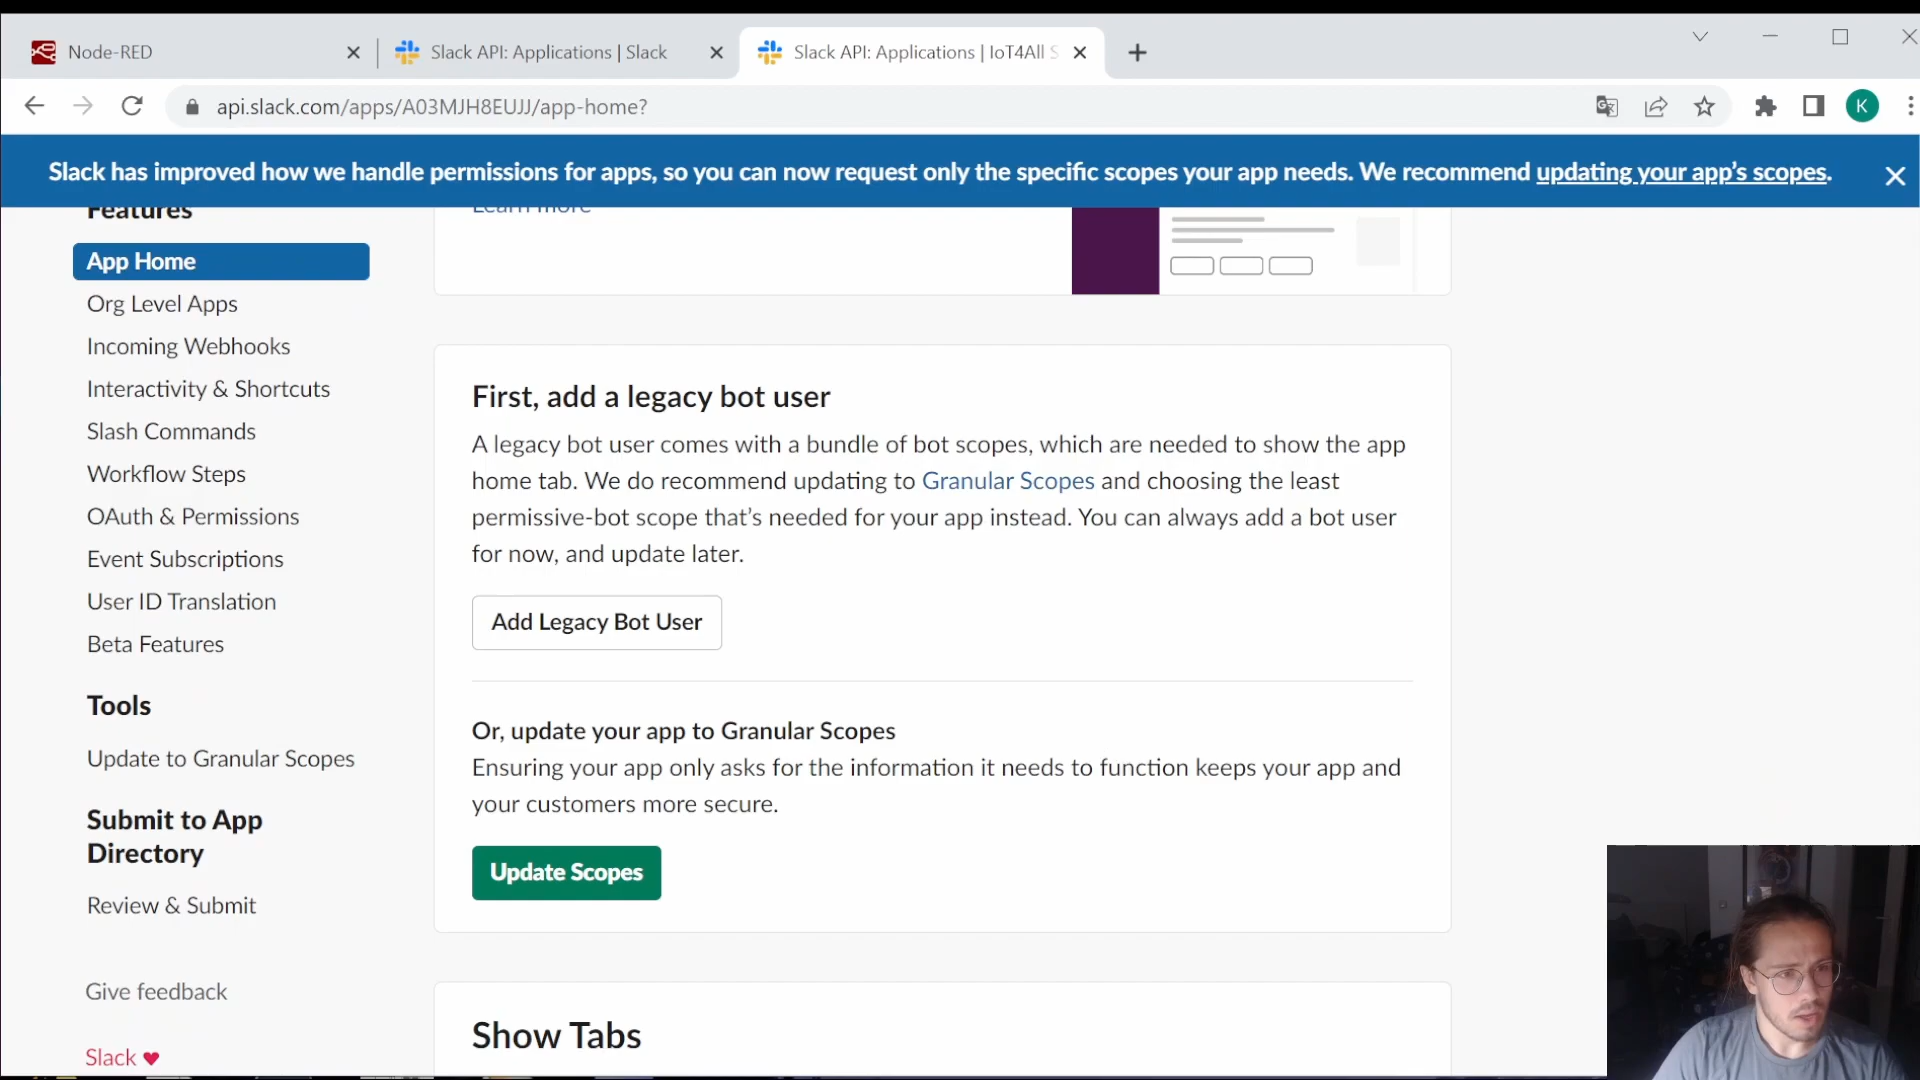 Node-RED
Slack API: Applications | Slack
Slack API: Applications | IoT4All S
api.slack.com/apps/A03MJH8EUJJ/app-home?
K
Slack has improved how we handle permissions for apps, so you can now request only the specific scopes your app needs. We recommend updating your app's scopes.
Features
Learn more
App Home
Org Level Apps
Incoming Webhooks
Interactivity & Shortcuts
Slash Commands
Workflow Steps
OAuth & Permissions
Event Subscriptions
User ID Translation
Beta Features
Tools
Update to Granular Scopes
Submit to App
Directory
Review & Submit
Give feedback
Slack
First, add a legacy bot user
A legacy bot user comes with a bundle of bot scopes, which are needed to show the app
home tab. We do recommend updating to Granular Scopes and choosing the least
permissive-bot scope that's needed for your app instead. You can always add a bot user
for now, and update later.
Add Legacy Bot User
Or, update your app to Granular Scopes
Ensuring your app only asks for the information it needs to function keeps your app and
your customers more secure.
Update Scopes
Show Tabs